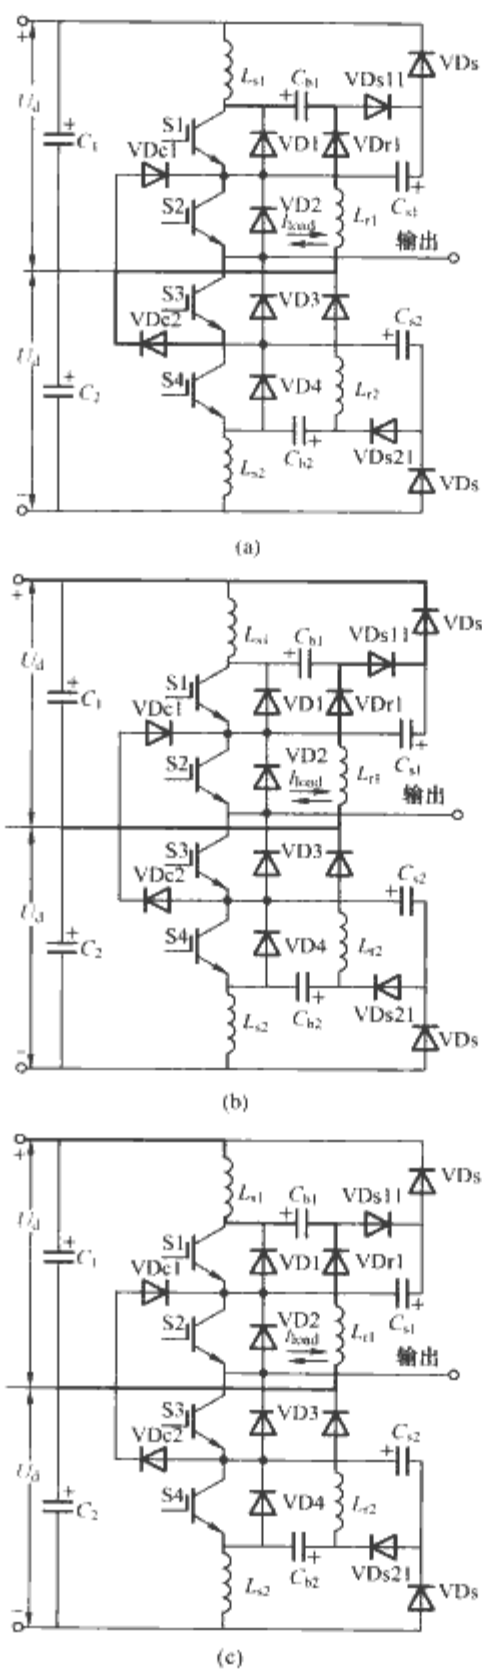 +
Ls1
Cb1
+
VDs11
VDs
Ud
+
C1
S1
VDc1
VD1
VDr1
Cs1
+
S2
VD2
Iload
Lr1
输出
S3
VDc2
VD3
Cs2
+
Ud
+
C2
S4
VD4
Lr2
Ls2
Cb2
+
VDs21
VDs
−
(a)
+
Ls1
Cb1
+
VDs11
VDs
Ud
+
C1
S1
VDc1
VD1
VDr1
Cs1
+
S2
VD2
Iload
Lr1
输出
S3
VDc2
VD3
Cs2
+
Ud
+
C2
S4
VD4
Lr2
Ls2
Cb2
+
VDs21
VDs
−
(b)
+
Ls1
Cb1
+
VDs11
VDs
Ud
+
C1
S1
VDc1
VD1
VDr1
Cs1
+
S2
VD2
Iload
Lr1
输出
S3
VDc2
VD3
Cs2
+
Ud
+
C2
S4
VD4
Lr2
Ls2
Cb2
+
VDs21
VDs
−
(c)